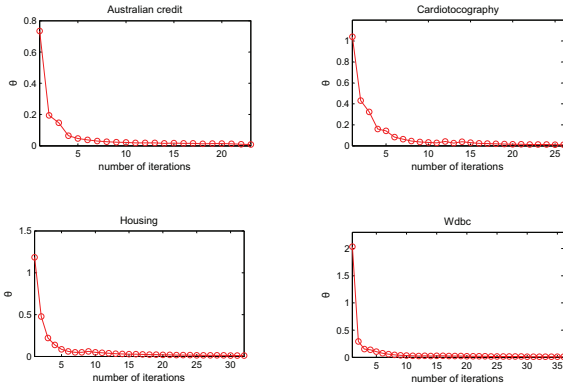 Australian credit
0.8
0.6
0.4
0.2
0
θ
5 10 15 20
number of iterations
Cardiotocography
1
0.8
0.6
0.4
0.2
0
θ
5 10 15 20 25
number of iterations
Housing
1.5
1
0.5
0
θ
5 10 15 20 25 30
number of iterations
Wdbc
2
1.5
1
0.5
0
θ
5 10 15 20 25 30 35
number of iterations